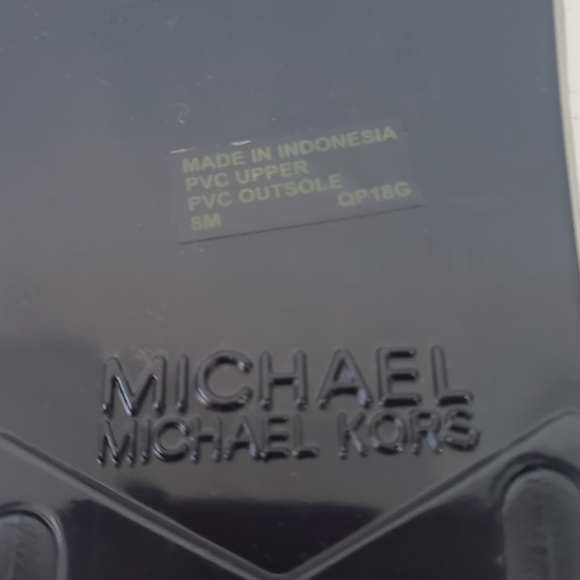 MADE IN INDONESIA
PVC UPPER
PVC OUTSOLE
8M QP18G
MICHAEL
MICHAEL KORS